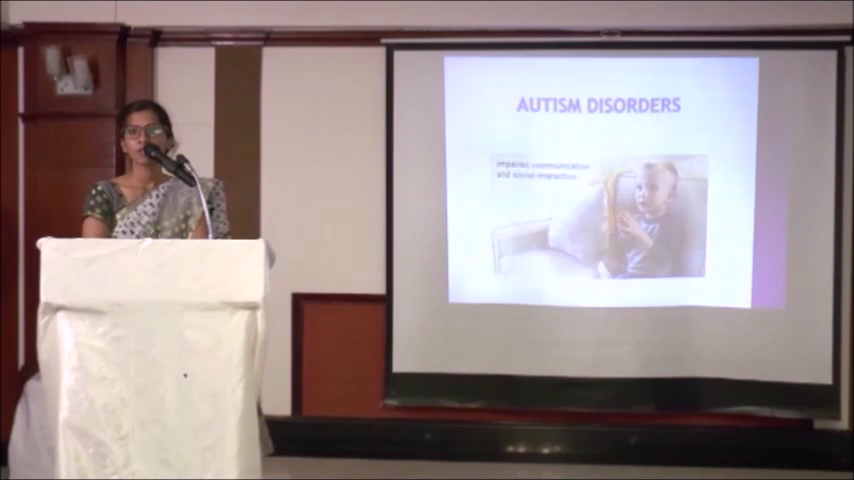 AUTISM DISORDERS
Impaired communication
and social interaction